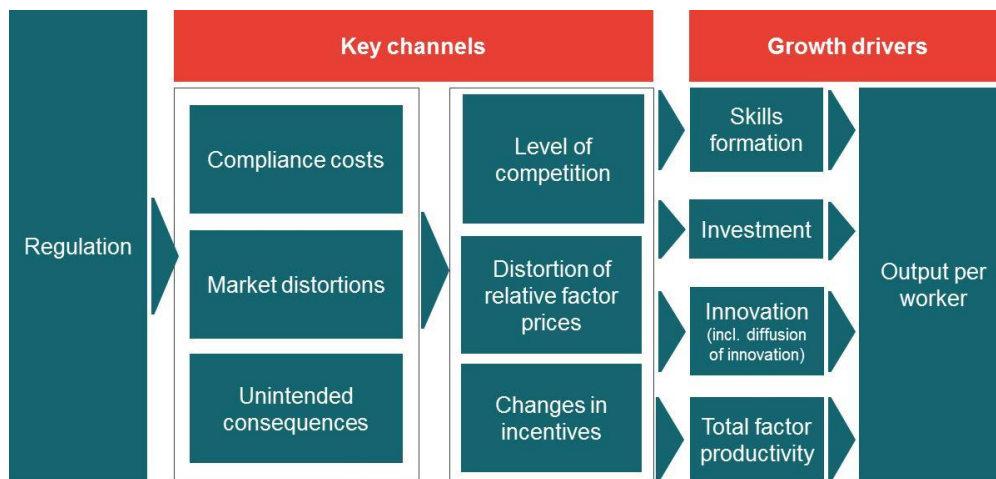 Key channels
Growth drivers
Regulation
Compliance costs
Market distortions
Unintended
consequences
Level of
competition
Distortion of
relative factor
prices
Changes in
incentives
Skills
formation
Investment
Innovation
(incl. diffusion
of innovation)
Total factor
productivity
Output per
worker